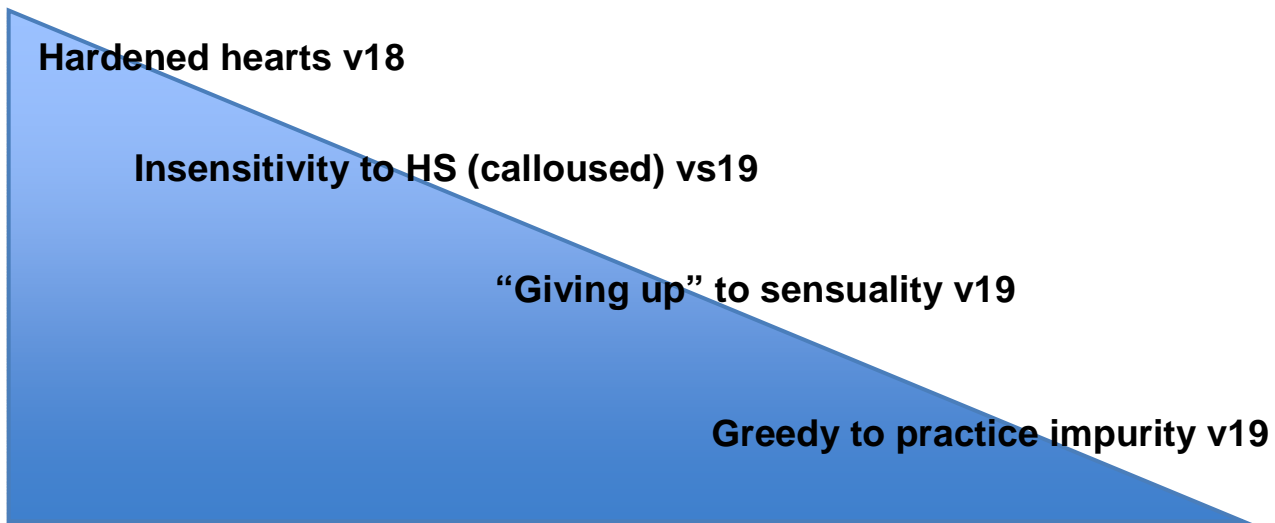 Hardened hearts v18
Insensitivity to HS (calloused) vs19
“Giving up” to sensuality v19
Greedy to practice impurity v19